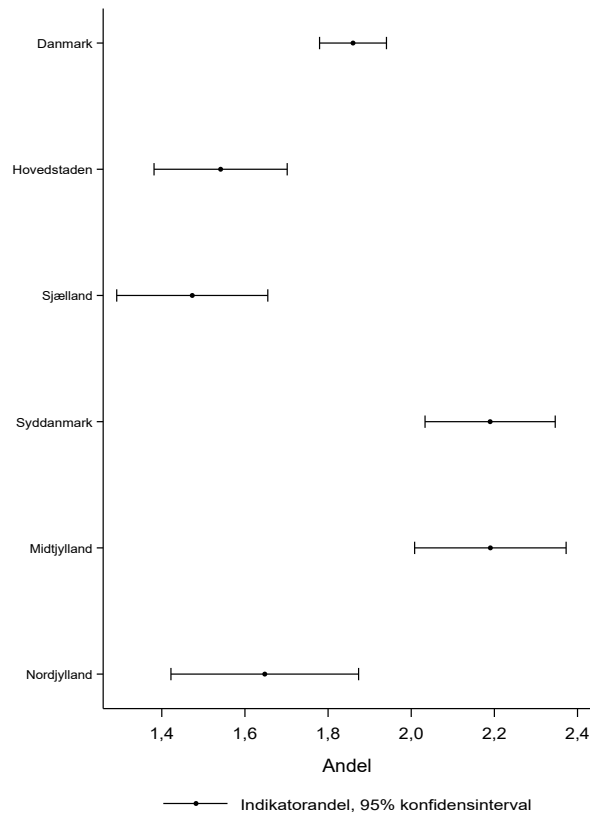 Danmark
Hovedstaden
Sjælland
Syddanmark
Midtjylland
Nordjylland
1,4 1,6 1,8 2,0 2,2 2,4
Andel
Indikatorandel, 95% konfidensinterval